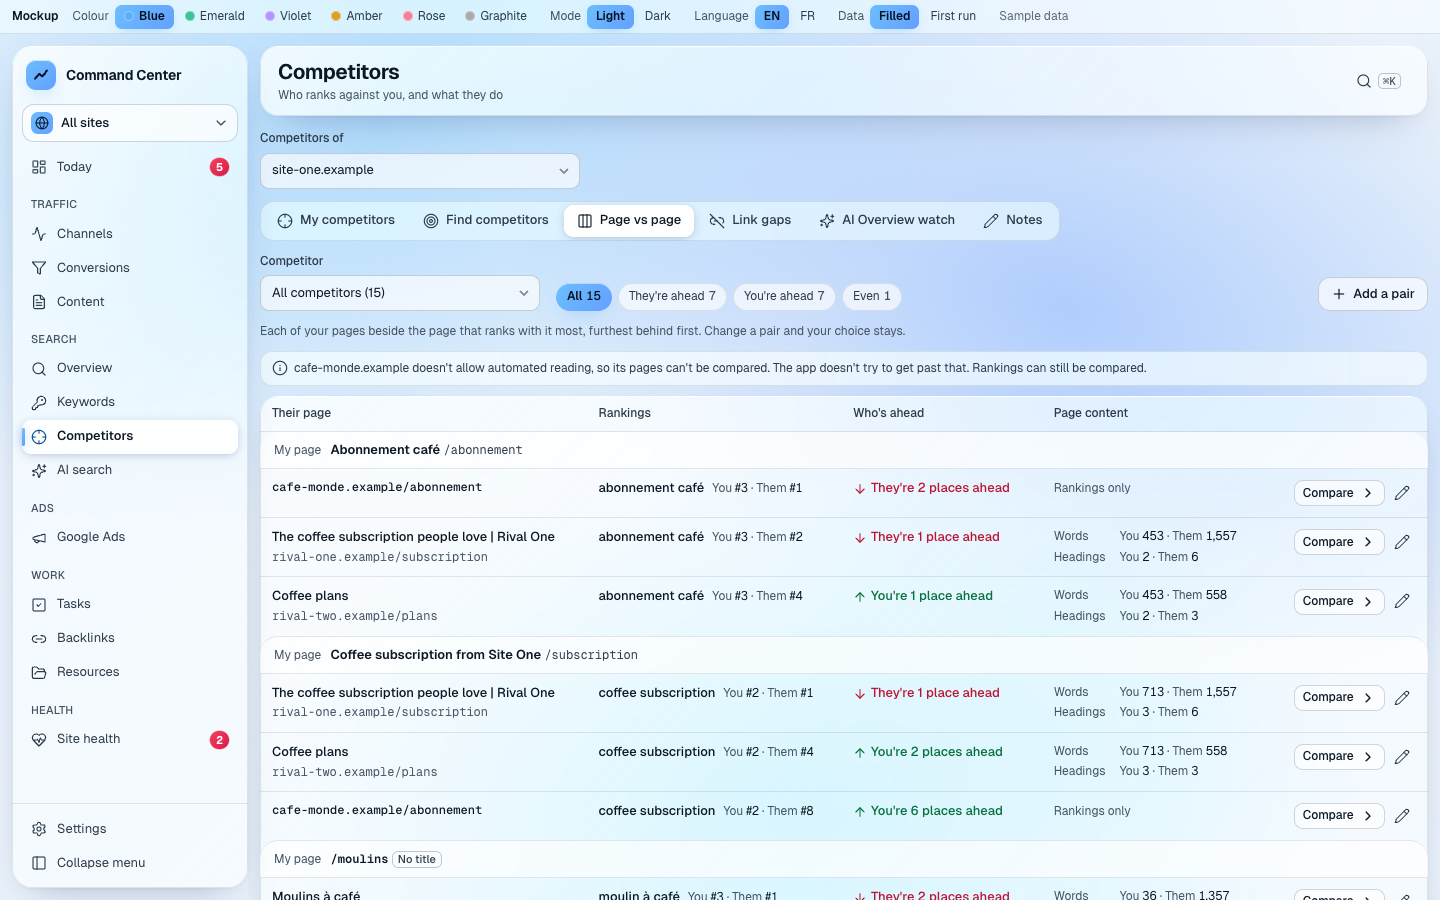 Mockup Colour Blue Emerald Violet Amber Rose Graphite Mode Light Dark Language EN FR Data Filled First run Sample data
Command Center
All sites
Today 5
TRAFFIC
Channels
Conversions
Content
SEARCH
Overview
Keywords
Competitors
AI search
ADS
Google Ads
WORK
Tasks
Backlinks
Resources
HEALTH
Site health 2
Settings
Collapse menu
Competitors
Who ranks against you, and what they do
⌘K
Competitors of
site-one.example
My competitors Find competitors Page vs page Link gaps AI Overview watch Notes
Competitor
All competitors (15) All 15 They're ahead 7 You're ahead 7 Even 1 Add a pair
Each of your pages beside the page that ranks with it most, furthest behind first. Change a pair and your choice stays.
cafe-monde.example doesn't allow automated reading, so its pages can't be compared. The app doesn't try to get past that. Rankings can still be compared.
Their page Rankings Who's ahead Page content
My page Abonnement café /abonnement
cafe-monde.example/abonnement abonnement café You #3 · Them #1 They're 2 places ahead Rankings only Compare
The coffee subscription people love | Rival One abonnement café You #3 · Them #2 They're 1 place ahead Words You 453 · Them 1,557 Compare
rival-one.example/subscription Headings You 2 · Them 6
Coffee plans abonnement café You #3 · Them #4 You're 1 place ahead Words You 453 · Them 558 Compare
rival-two.example/plans Headings You 2 · Them 3
My page Coffee subscription from Site One /subscription
The coffee subscription people love | Rival One coffee subscription You #2 · Them #1 They're 1 place ahead Words You 713 · Them 1,557 Compare
rival-one.example/subscription Headings You 3 · Them 6
Coffee plans coffee subscription You #2 · Them #4 You're 2 places ahead Words You 713 · Them 558 Compare
rival-two.example/plans Headings You 3 · Them 3
cafe-monde.example/abonnement coffee subscription You #2 · Them #8 You're 6 places ahead Rankings only Compare
My page /moulins No title
Moulins à café moulin à café You #3 · Them #1 They're 2 places ahead Words You 36 · Them 1,357 Compare